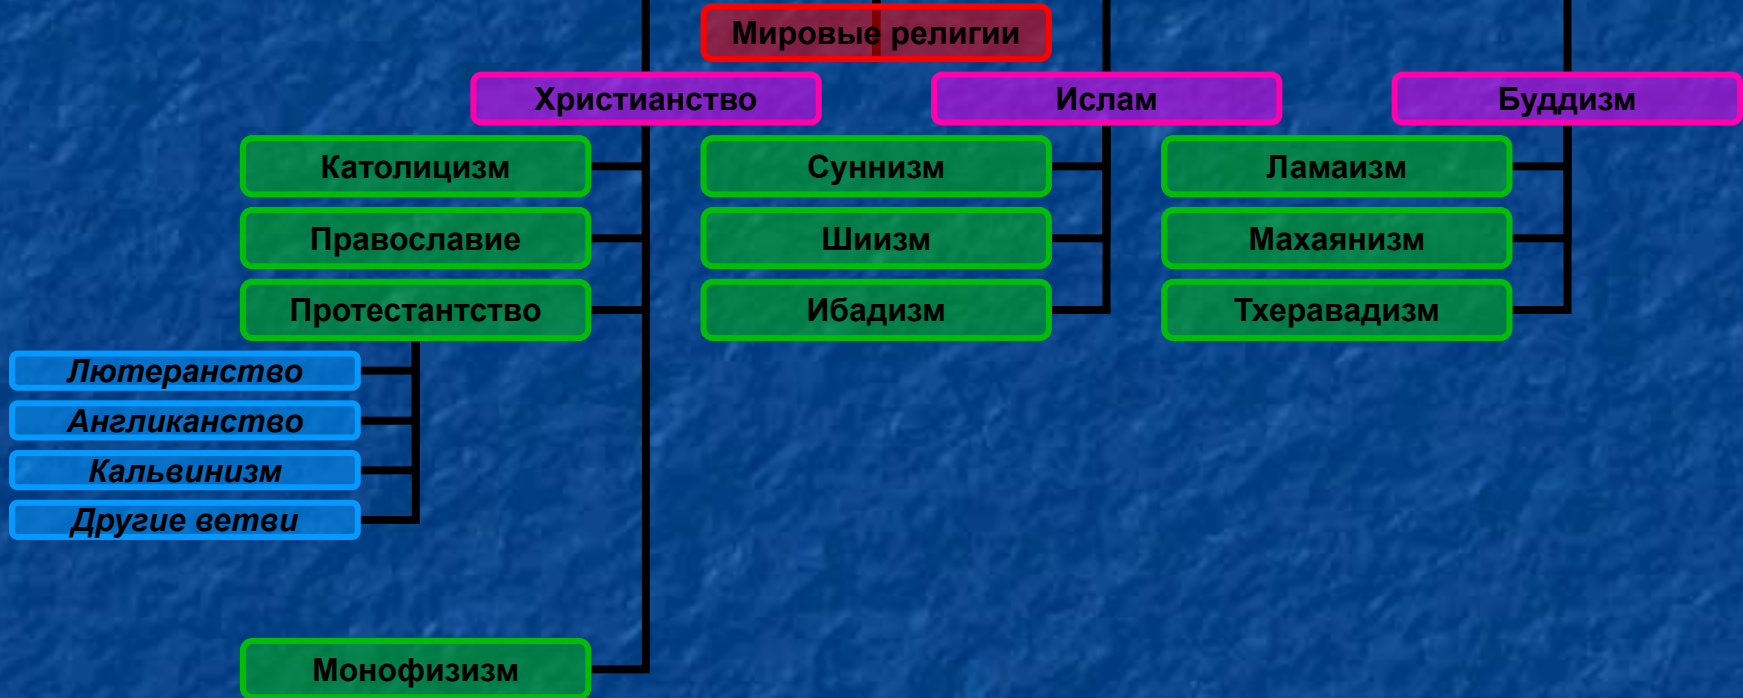 Мировые религии
Христианство
Ислам
Буддизм
Католицизм
Суннизм
Ламаизм
Православие
Шиизм
Махаянизм
Протестантство
Ибадизм
Тхеравадизм
Лютеранство
Англиканство
Кальвинизм
Другие ветви
Монофизизм